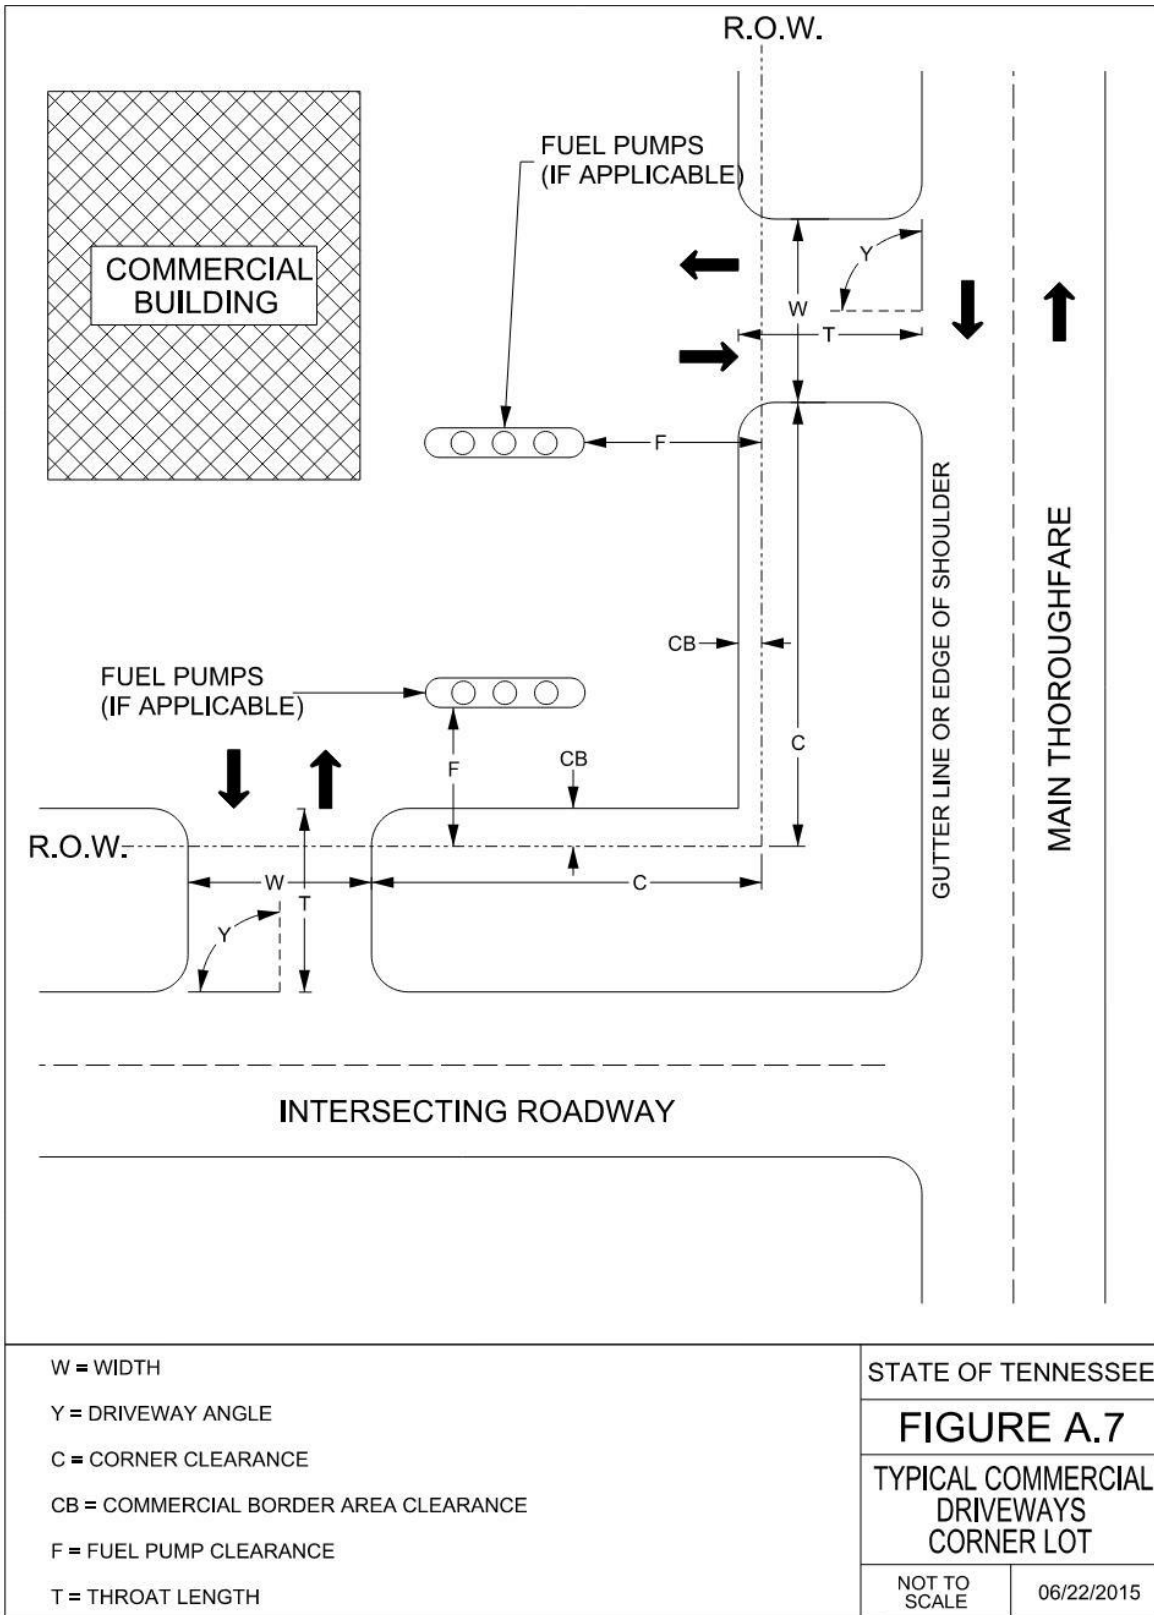 R.O.W.
FUEL PUMPS
(IF APPLICABLE)
COMMERCIAL
BUILDING
Y
W
T
F
GUTTER LINE OR EDGE OF SHOULDER
MAIN THOROUGHFARE
CB
FUEL PUMPS
(IF APPLICABLE)
C
CB
F
R.O.W.
W
T
C
Y
INTERSECTING ROADWAY
W = WIDTH
Y = DRIVEWAY ANGLE
C = CORNER CLEARANCE
CB = COMMERCIAL BORDER AREA CLEARANCE
F = FUEL PUMP CLEARANCE
T = THROAT LENGTH
STATE OF TENNESSEE
FIGURE A.7
TYPICAL COMMERCIAL
DRIVEWAYS
CORNER LOT
NOT TO
SCALE
06/22/2015